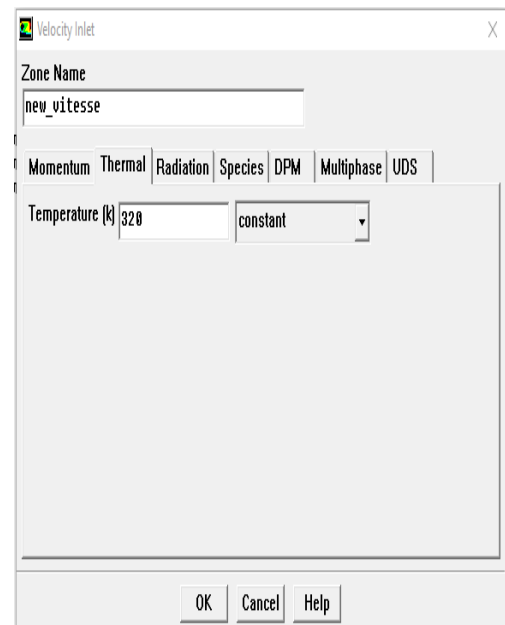 Velocity Inlet
Zone Name
new_vitesse
Momentum Thermal Radiation Species DPM Multiphase UDS
Temperature (k) 320 constant
OK Cancel Help